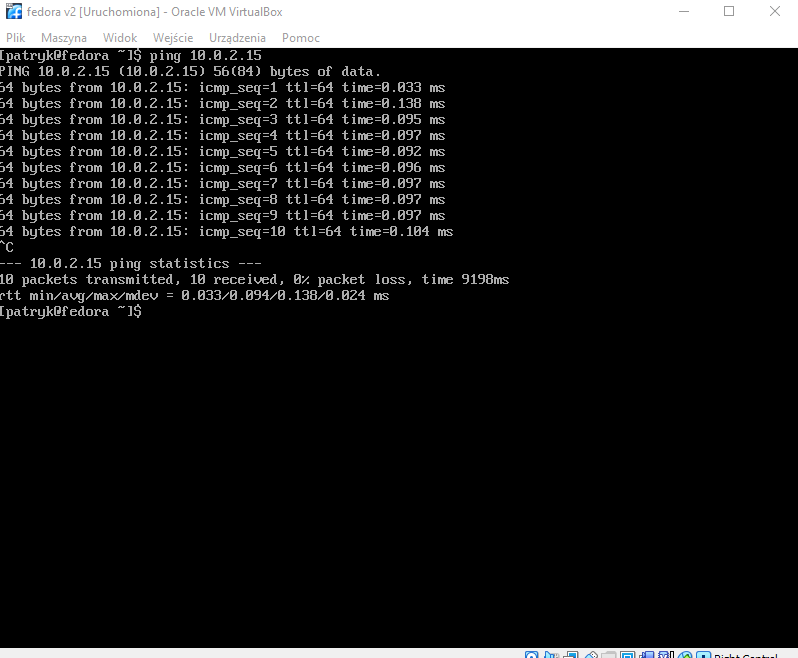 fedora v2 [Uruchomiona] - Oracle VM VirtualBox
Plik Maszyna Widok Wejście Urządzenia Pomoc
[patryk@fedora ~]$ ping 10.0.2.15
PING 10.0.2.15 (10.0.2.15) 56(84) bytes of data.
64 bytes from 10.0.2.15: icmp_seq=1 ttl=64 time=0.033 ms
64 bytes from 10.0.2.15: icmp_seq=2 ttl=64 time=0.138 ms
64 bytes from 10.0.2.15: icmp_seq=3 ttl=64 time=0.095 ms
64 bytes from 10.0.2.15: icmp_seq=4 ttl=64 time=0.097 ms
64 bytes from 10.0.2.15: icmp_seq=5 ttl=64 time=0.092 ms
64 bytes from 10.0.2.15: icmp_seq=6 ttl=64 time=0.096 ms
64 bytes from 10.0.2.15: icmp_seq=7 ttl=64 time=0.097 ms
64 bytes from 10.0.2.15: icmp_seq=8 ttl=64 time=0.097 ms
64 bytes from 10.0.2.15: icmp_seq=9 ttl=64 time=0.097 ms
64 bytes from 10.0.2.15: icmp_seq=10 ttl=64 time=0.104 ms
^C
--- 10.0.2.15 ping statistics ---
10 packets transmitted, 10 received, 0% packet loss, time 9198ms
rtt min/avg/max/mdev = 0.033/0.094/0.138/0.024 ms
[patryk@fedora ~]$
Right Control